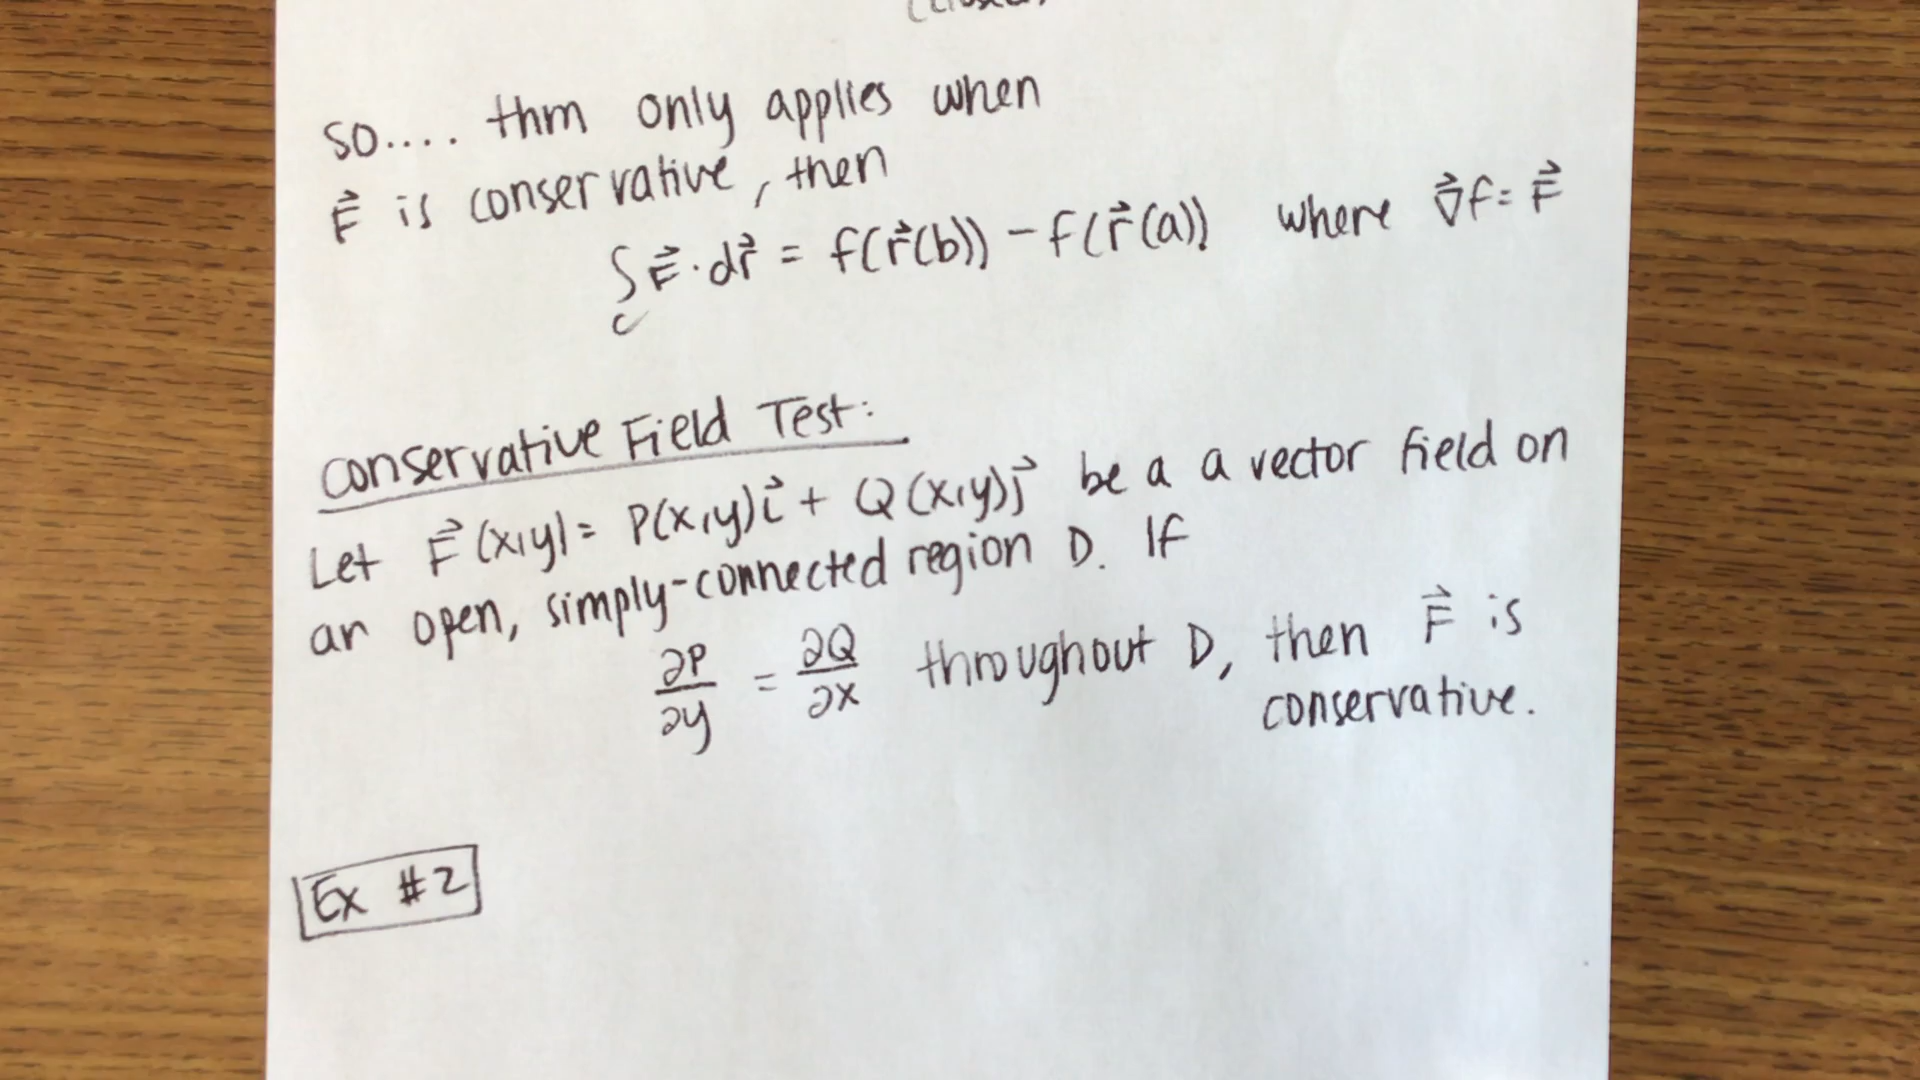 so.... thm only applies when
F⃗ is conservative, then
∫_C F⃗·dr⃗ = f(r⃗(b)) - f(r⃗(a)) where ∇⃗f = F⃗
Conservative Field Test:
Let F⃗(x,y) = P(x,y)i⃗ + Q(x,y)j⃗ be a a vector field on
an open, simply-connected region D. If
∂P/∂y = ∂Q/∂x throughout D, then F⃗ is
conservative.
Ex #2